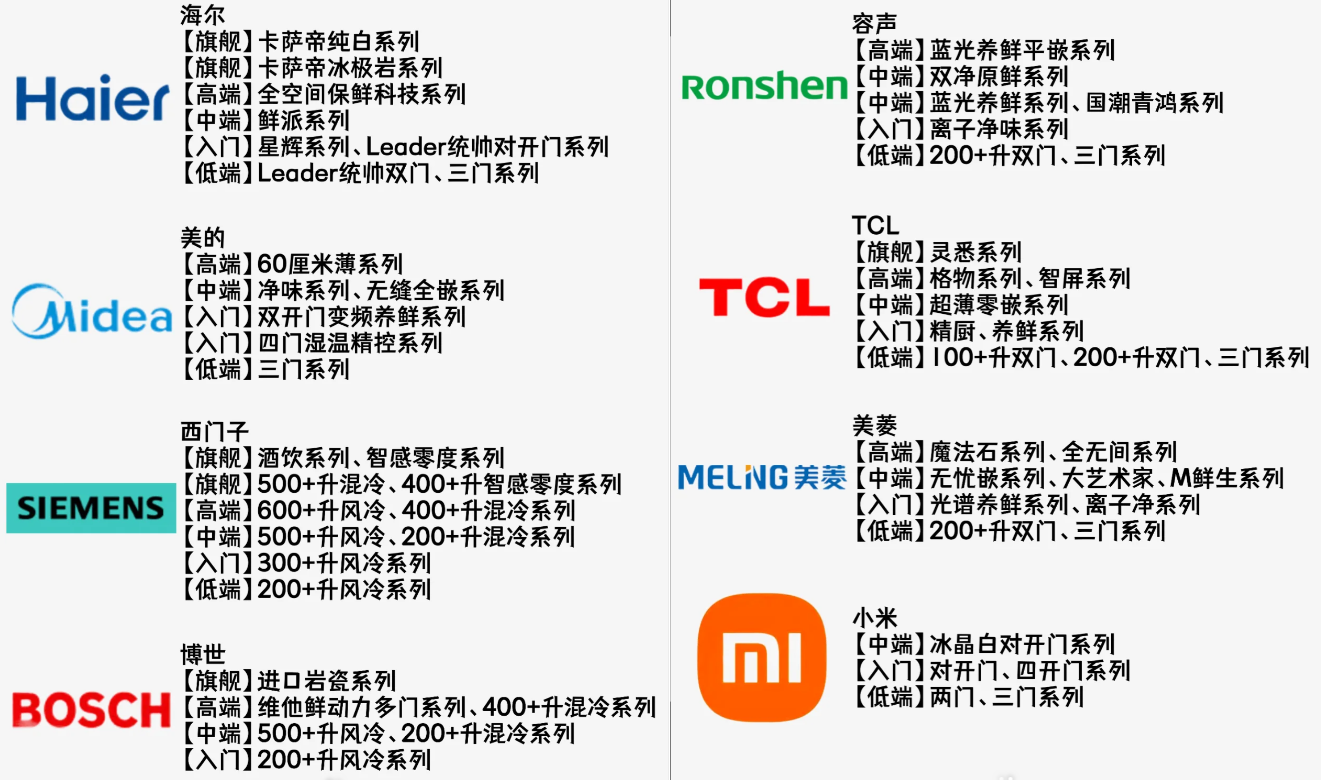 海尔
【旗舰】卡萨帝纯白系列
【旗舰】卡萨帝冰极岩系列
Haier
【高端】全空间保鲜科技系列
【中端】鲜派系列
【入门】星辉系列、Leader统帅对开门系列
【低端】Leader统帅双门、三门系列
美的
【高端】60厘米薄系列
【中端】净味系列、无缝全嵌系列
Midea
【入门】双开门变频养鲜系列
【入门】四门湿温精控系列
【低端】三门系列
西门子
【旗舰】酒饮系列、智感零度系列
【旗舰】500+升混冷、400+升智感零度系列
SIEMENS
【高端】600+升风冷、400+升混冷系列
【中端】500+升风冷、200+升混冷系列
【入门】300+升风冷系列
【低端】200+升风冷系列
博世
【旗舰】进口岩瓷系列
BOSCH
【高端】维他鲜动力多门系列、400+升混冷系列
【中端】500+升风冷、200+升混冷系列
【入门】200+升风冷系列
容声
【高端】蓝光养鲜平嵌系列
Ronshen
【中端】双净原鲜系列
【中端】蓝光养鲜系列、国潮青鸿系列
【入门】离子净味系列
【低端】200+升双门、三门系列
TCL
【旗舰】灵悉系列
【高端】格物系列、智屏系列
TCL
【中端】超薄零嵌系列
【入门】精厨、养鲜系列
【低端】100+升双门、200+升双门、三门系列
美菱
【高端】魔法石系列、全无间系列
MELING美菱
【中端】无忧嵌系列、大艺术家、M鲜生系列
【入门】光谱养鲜系列、离子净系列
【低端】200+升双门、三门系列
小米
mi
【中端】冰晶白对开门系列
【入门】对开门、四开门系列
【低端】两门、三门系列